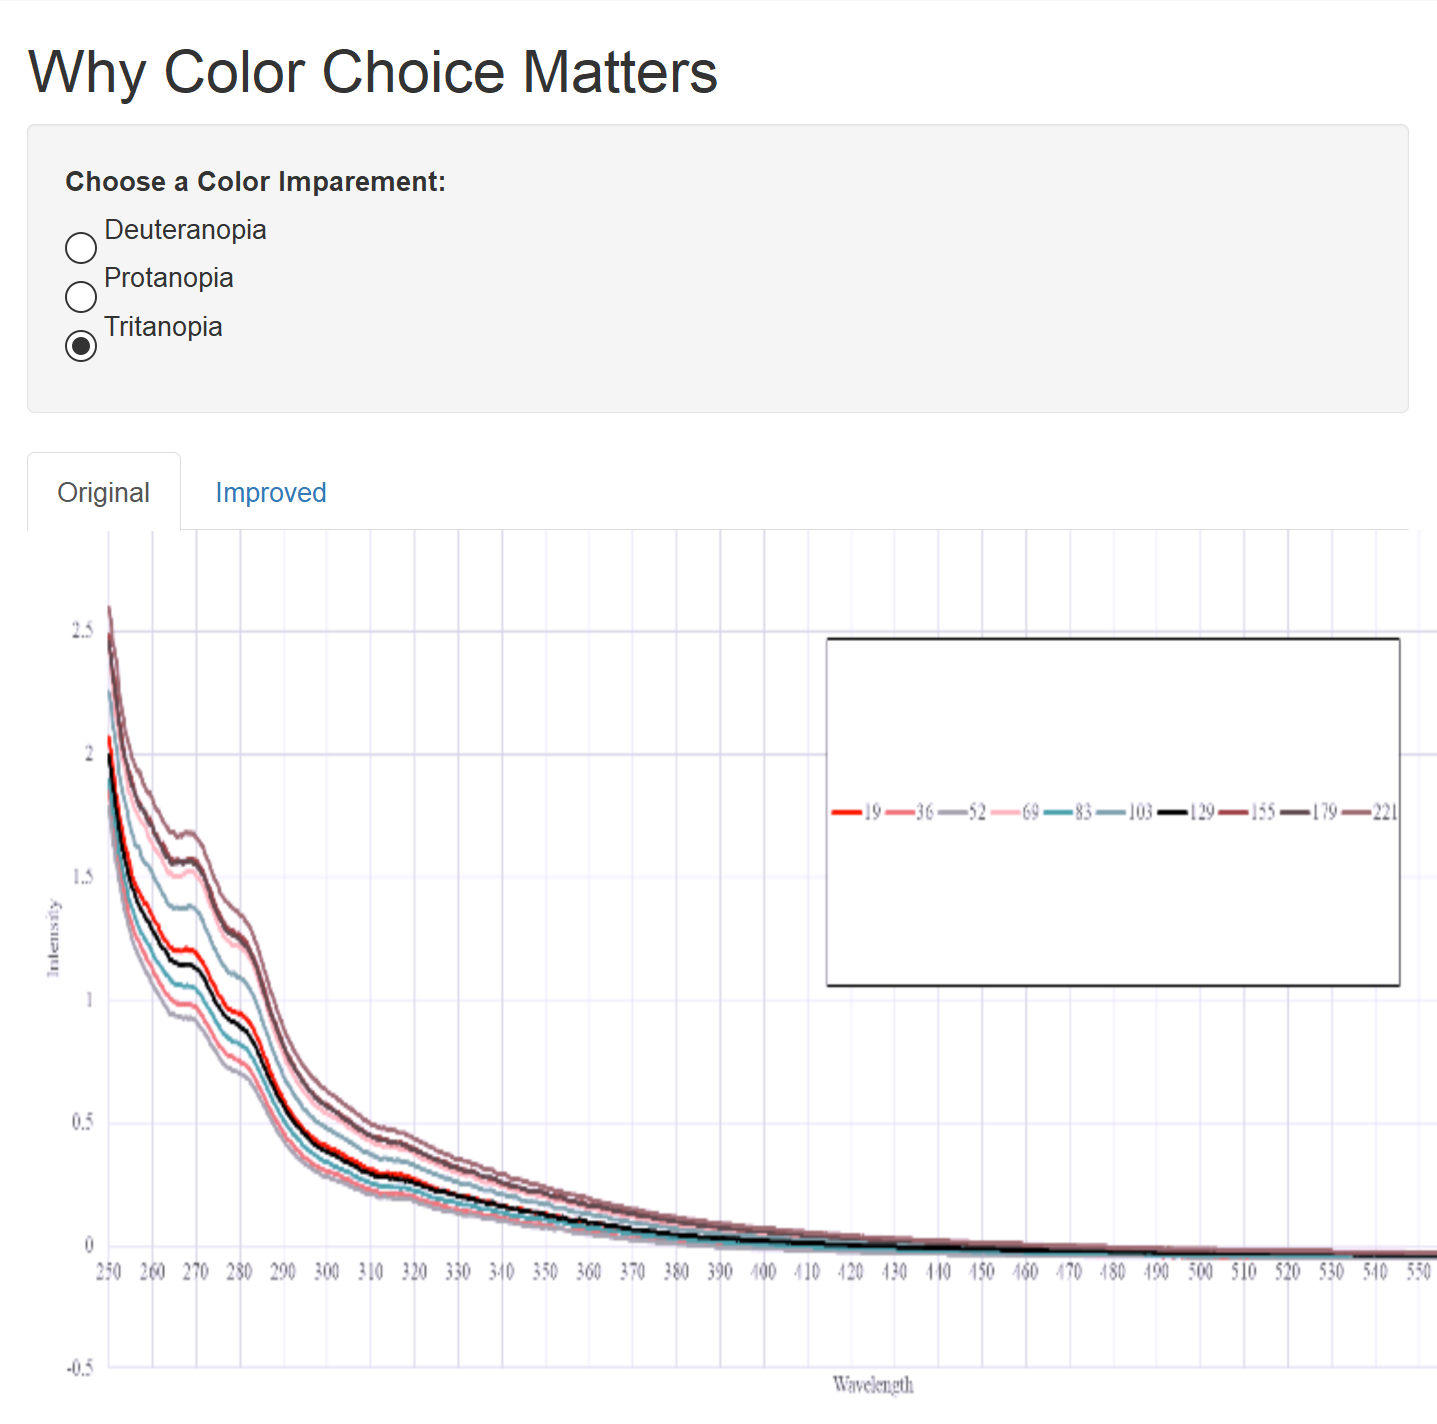 Why Color Choice Matters
Choose a Color Imparement:
Deuteranopia
Protanopia
Tritanopia
Original Improved
2.5
2
1.5
1
0.5
0
-0.5
Intensity
19 36 52 69 83 103 129 155 179 221
250 260 270 280 290 300 310 320 330 340 350 360 370 380 390 400 410 420 430 440 450 460 470 480 490 500 510 520 530 540 550
Wavelength